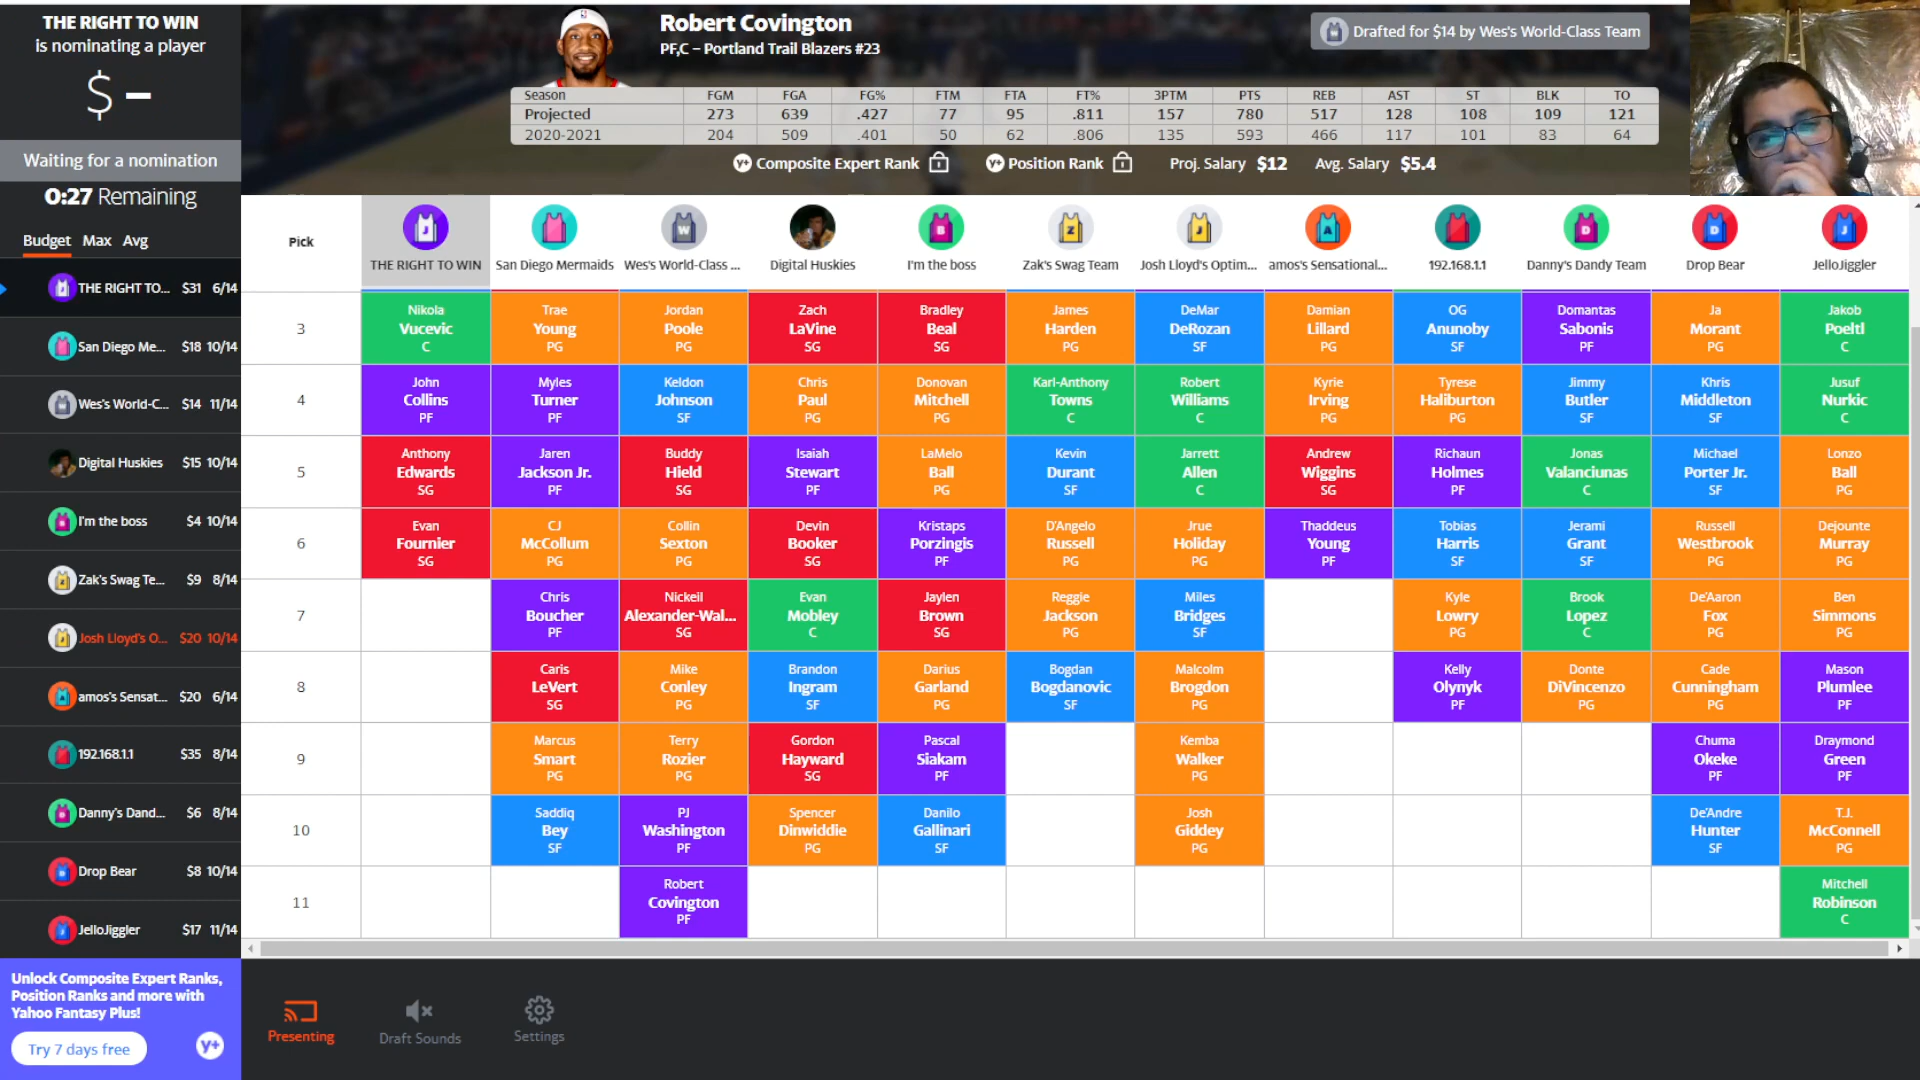 THE RIGHT TO WIN
is nominating a player
$ –
Waiting for a nomination
0:27 Remaining
Budget Max Avg
THE RIGHT TO... $31 6/14
San Diego Me... $18 10/14
Wes's World-C... $14 11/14
Digital Huskies $15 10/14
I'm the boss $4 10/14
Zak's Swag Te... $9 8/14
Josh Lloyd's O... $20 10/14
amos's Sensat... $20 6/14
192.168.1.1 $35 8/14
Danny's Dand... $6 8/14
Drop Bear $8 10/14
JelloJiggler $17 11/14
Unlock Composite Expert Ranks,
Position Ranks and more with
Yahoo Fantasy Plus!
Try 7 days free
y+
Robert Covington
PF,C – Portland Trail Blazers #23
Drafted for $14 by Wes's World-Class Team
Season FGM FGA FG% FTM FTA FT% 3PTM PTS REB AST ST BLK TO
Projected 273 639 .427 77 95 .811 157 780 517 128 108 109 121
2020-2021 204 509 .401 50 62 .806 135 593 466 117 101 83 64
y+ Composite Expert Rank y+ Position Rank Proj. Salary $12 Avg. Salary $5.4
Pick
J W B Z J A D D J
THE RIGHT TO WIN San Diego Mermaids Wes's World-Class ... Digital Huskies I'm the boss Zak's Swag Team Josh Lloyd's Optim... amos's Sensational... 192.168.1.1 Danny's Dandy Team Drop Bear JelloJiggler
Nikola Trae Jordan Zach Bradley James DeMar Damian OG Domantas Ja Jakob
3 Vucevic Young Poole LaVine Beal Harden DeRozan Lillard Anunoby Sabonis Morant Poeltl
C PG PG SG SG PG SF PG SF PF PG C
John Myles Keldon Chris Donovan Karl-Anthony Robert Kyrie Tyrese Jimmy Khris Jusuf
4 Collins Turner Johnson Paul Mitchell Towns Williams Irving Haliburton Butler Middleton Nurkic
PF PF SF PG PG C C PG PG SF SF C
Anthony Jaren Buddy Isaiah LaMelo Kevin Jarrett Andrew Richaun Jonas Michael Lonzo
5 Edwards Jackson Jr. Hield Stewart Ball Durant Allen Wiggins Holmes Valanciunas Porter Jr. Ball
SG PF SG PF PG SF C SG PF C SF PG
Evan CJ Collin Devin Kristaps D'Angelo Jrue Thaddeus Tobias Jerami Russell Dejounte
6 Fournier McCollum Sexton Booker Porzingis Russell Holiday Young Harris Grant Westbrook Murray
SG PG PG SG PF PG PG PF SF SF PG PG
Chris Nickeil Evan Jaylen Reggie Miles Kyle Brook De'Aaron Ben
7 Boucher Alexander-Wal... Mobley Brown Jackson Bridges Lowry Lopez Fox Simmons
PF SG C SG PG SF PG C PG PG
Caris Mike Brandon Darius Bogdan Malcolm Kelly Donte Cade Mason
8 LeVert Conley Ingram Garland Bogdanovic Brogdon Olynyk DiVincenzo Cunningham Plumlee
SG PG SF PG SF PG PF PG PG PF
Marcus Terry Gordon Pascal Kemba Chuma Draymond
9 Smart Rozier Hayward Siakam Walker Okeke Green
PG PG SG PF PG PF PF
Saddiq PJ Spencer Danilo Josh De'Andre T.J.
10 Bey Washington Dinwiddie Gallinari Giddey Hunter McConnell
SF PF PG SF PG SF PG
Robert Mitchell
11 Covington Robinson
PF C
Presenting Draft Sounds Settings